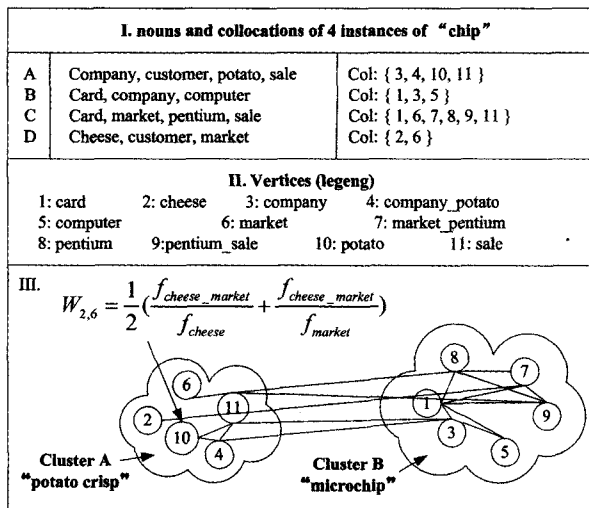 I. nouns and collocations of 4 instances of “chip”
A Company, customer, potato, sale Col: { 3, 4, 10, 11 }
B Card, company, computer Col: { 1, 3, 5 }
C Card, market, pentium, sale Col: { 1, 6, 7, 8, 9, 11 }
D Cheese, customer, market Col: { 2, 6 }
II. Vertices (legeng)
1: card 2: cheese 3: company 4: company_potato
5: computer 6: market 7: market_pentium
8: pentium 9:pentium_sale 10: potato 11: sale
III.
W2,6 = 1/2 ( fcheese_market / fcheese + fcheese_market / fmarket )
8
6 7
11 1
2 9
10 3
4 5
Cluster A Cluster B
“potato crisp” “microchip”